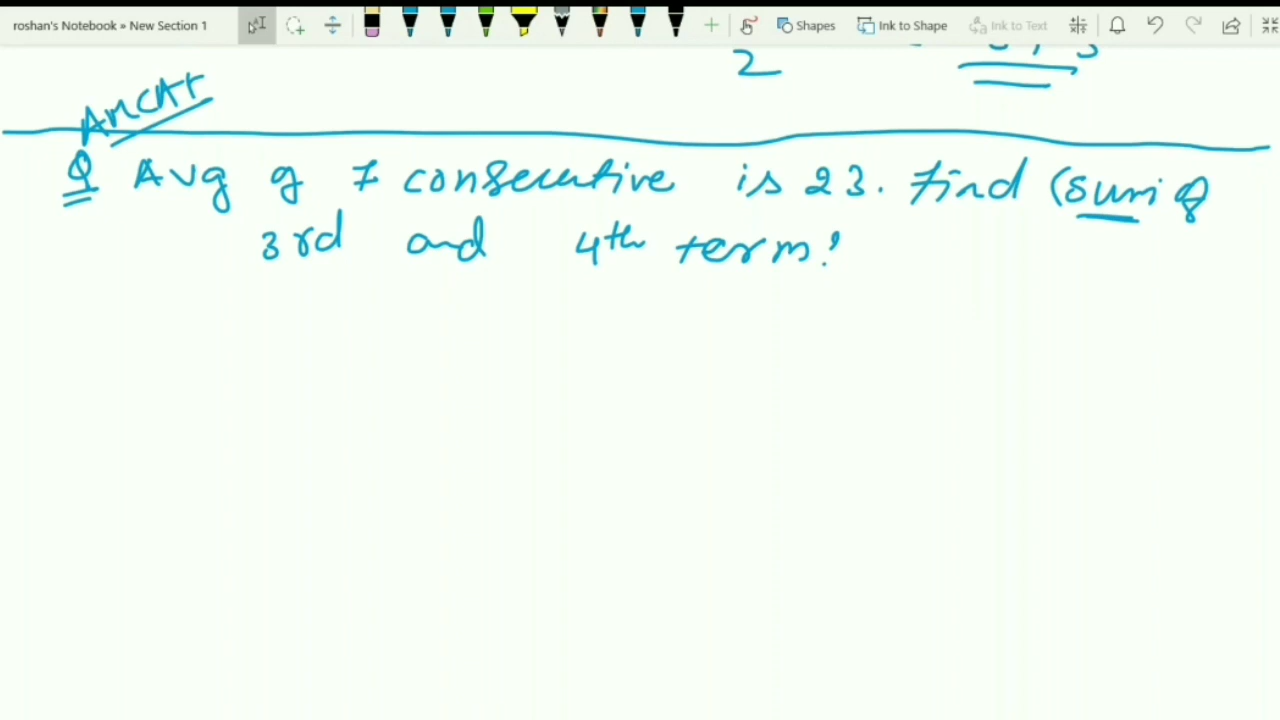 roshan's Notebook » New Section 1
Shapes
Ink to Shape
Ink to Text
2
AMCAT
Q Avg of 7 consecutive is 23. find (sum of
3rd and 4th term?